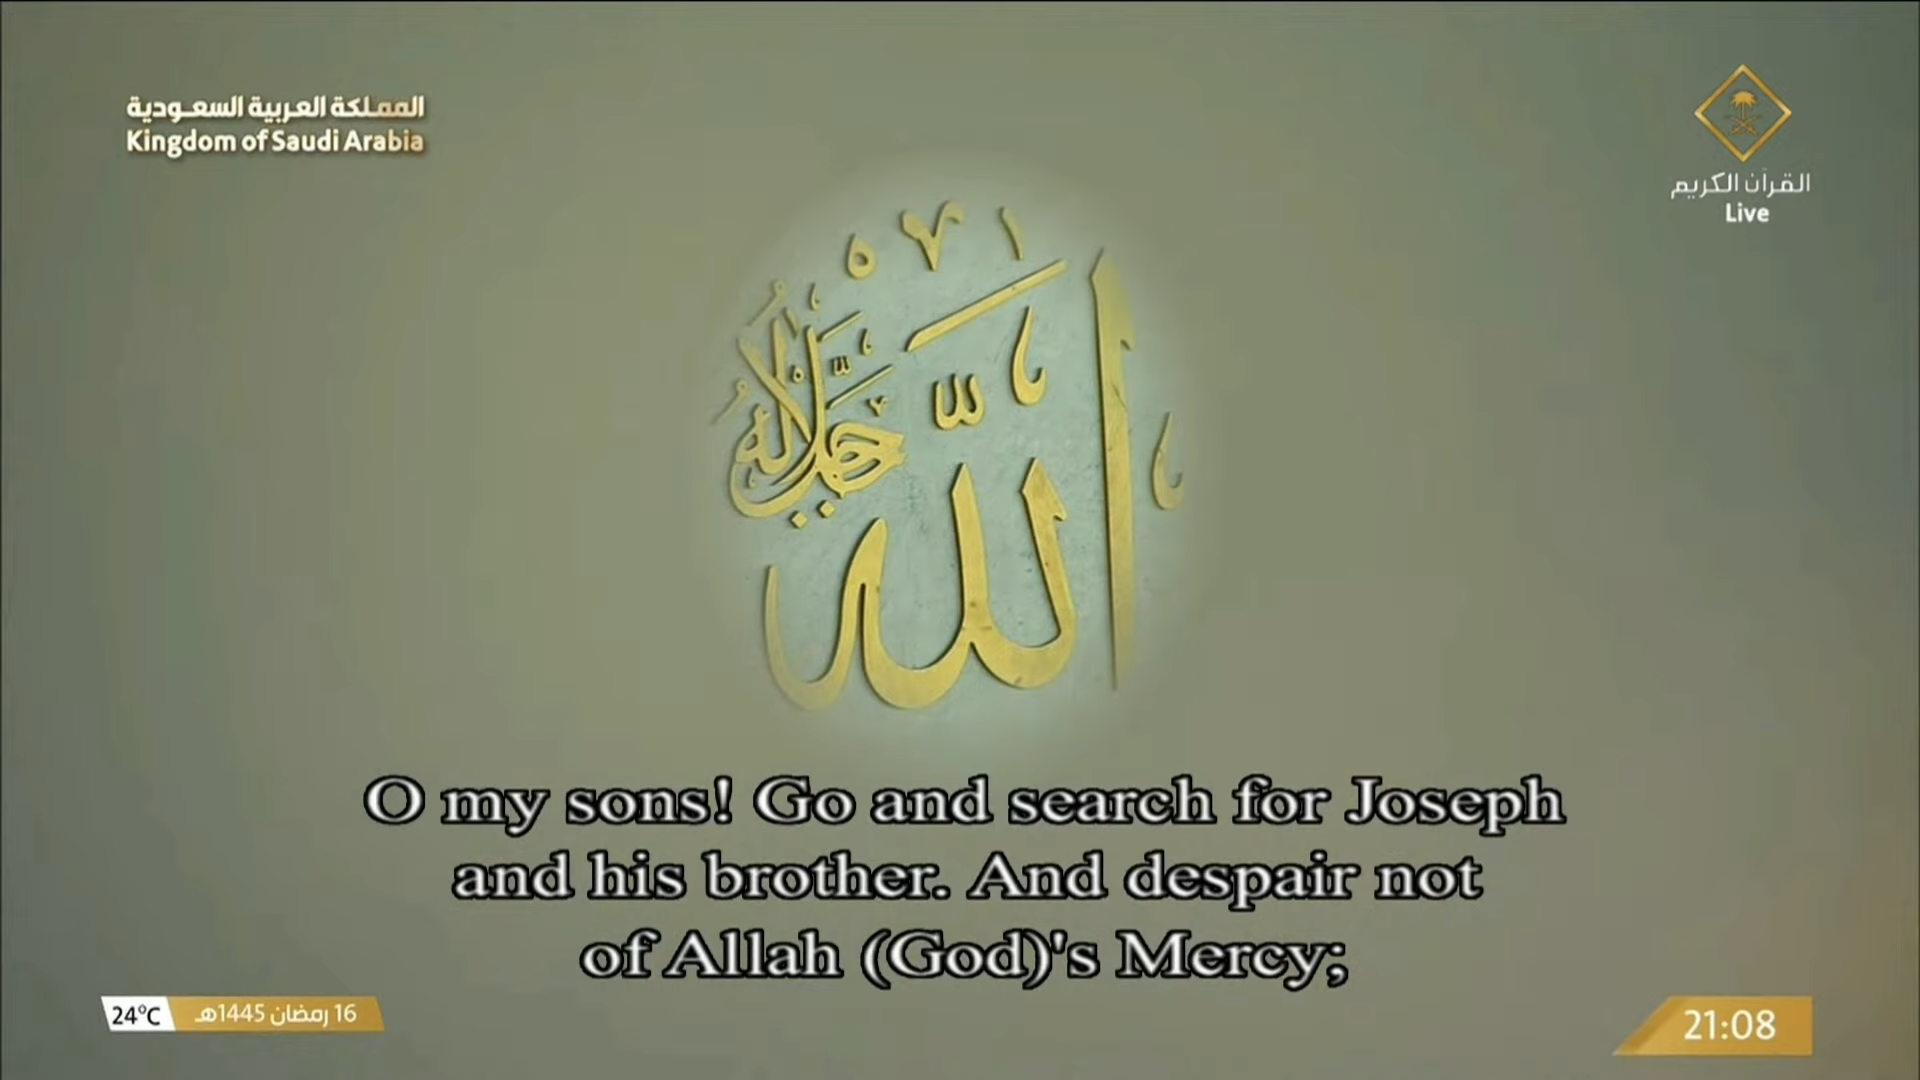 المملكة العربية السعودية
Kingdom of Saudi Arabia
القرآن الكريم
Live
الله
جل جلاله
O my sons! Go and search for Joseph
and his brother. And despair not
of Allah (God)'s Mercy;
24°C
16 رمضان 1445هـ
21:08